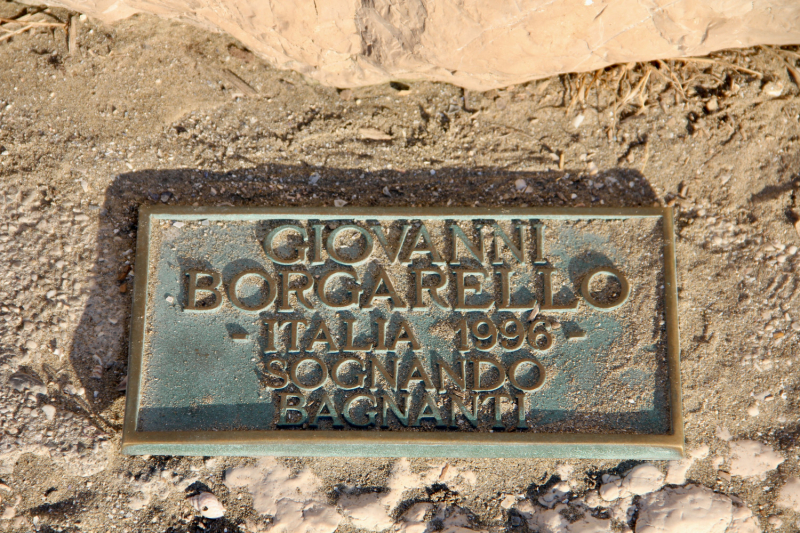 GIOVANNI
BORGARELLO
- ITALIA 1996 -
SOGNANDO
BAGNANTI